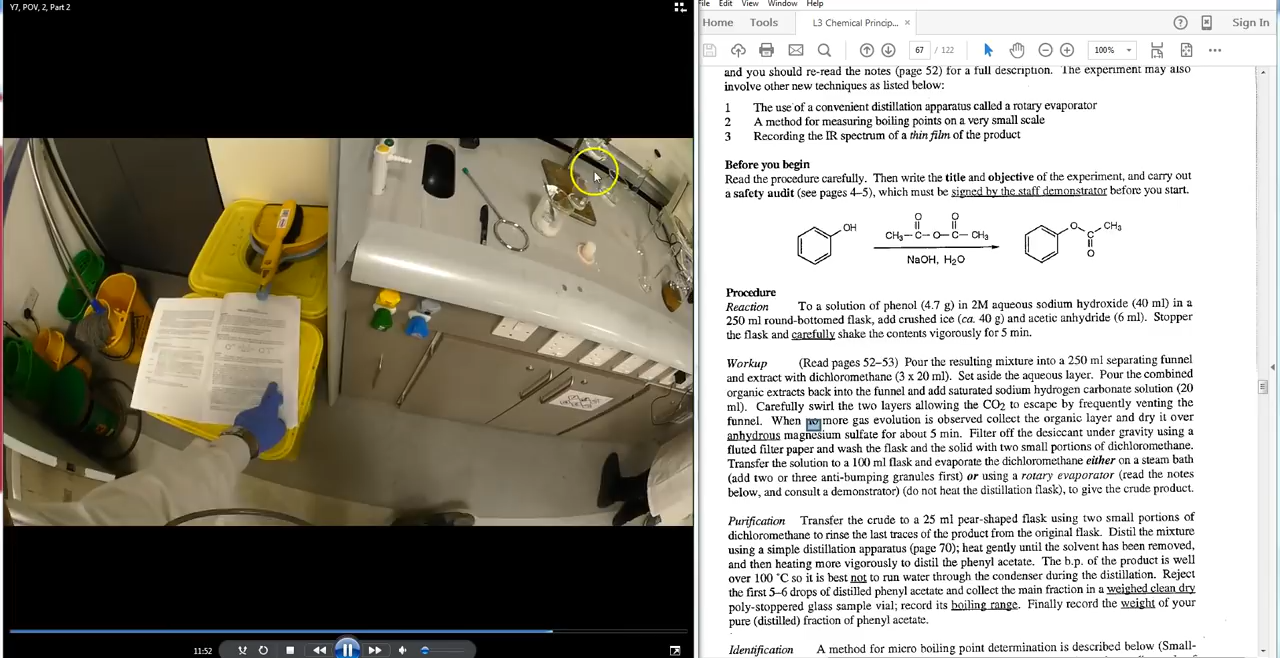 Y7, POV, 2, Part 2
11:52
File Edit View Window Help
Home Tools L3 Chemical Princip... ×
Sign In
67 / 122
100%
and you should re-read the notes (page 52) for a full description. The experiment may also
involve other new techniques as listed below:
1 The use of a convenient distillation apparatus called a rotary evaporator
2 A method for measuring boiling points on a very small scale
3 Recording the IR spectrum of a thin film of the product
Before you begin
Read the procedure carefully. Then write the title and objective of the experiment, and carry out
a safety audit (see pages 4–5), which must be signed by the staff demonstrator before you start.
OH
O O
CH3–C–O–C–CH3
NaOH, H2O
O C CH3
O
Procedure
Reaction To a solution of phenol (4.7 g) in 2M aqueous sodium hydroxide (40 ml) in a
250 ml round-bottomed flask, add crushed ice (ca. 40 g) and acetic anhydride (6 ml). Stopper
the flask and carefully shake the contents vigorously for 5 min.
Workup (Read pages 52–53) Pour the resulting mixture into a 250 ml separating funnel
and extract with dichloromethane (3 x 20 ml). Set aside the aqueous layer. Pour the combined
organic extracts back into the funnel and add saturated sodium hydrogen carbonate solution (20
ml). Carefully swirl the two layers allowing the CO2 to escape by frequently venting the
funnel. When no more gas evolution is observed collect the organic layer and dry it over
anhydrous magnesium sulfate for about 5 min. Filter off the desiccant under gravity using a
fluted filter paper and wash the flask and the solid with two small portions of dichloromethane.
Transfer the solution to a 100 ml flask and evaporate the dichloromethane either on a steam bath
(add two or three anti-bumping granules first) or using a rotary evaporator (read the notes
below, and consult a demonstrator) (do not heat the distillation flask), to give the crude product.
Purification Transfer the crude to a 25 ml pear-shaped flask using two small portions of
dichloromethane to rinse the last traces of the product from the original flask. Distil the mixture
using a simple distillation apparatus (page 70); heat gently until the solvent has been removed,
and then heating more vigorously to distil the phenyl acetate. The b.p. of the product is well
over 100 °C so it is best not to run water through the condenser during the distillation. Reject
the first 5–6 drops of distilled phenyl acetate and collect the main fraction in a weighed clean dry
poly-stoppered glass sample vial; record its boiling range. Finally record the weight of your
pure (distilled) fraction of phenyl acetate.
Identification A method for micro boiling point determination is described below (Small-